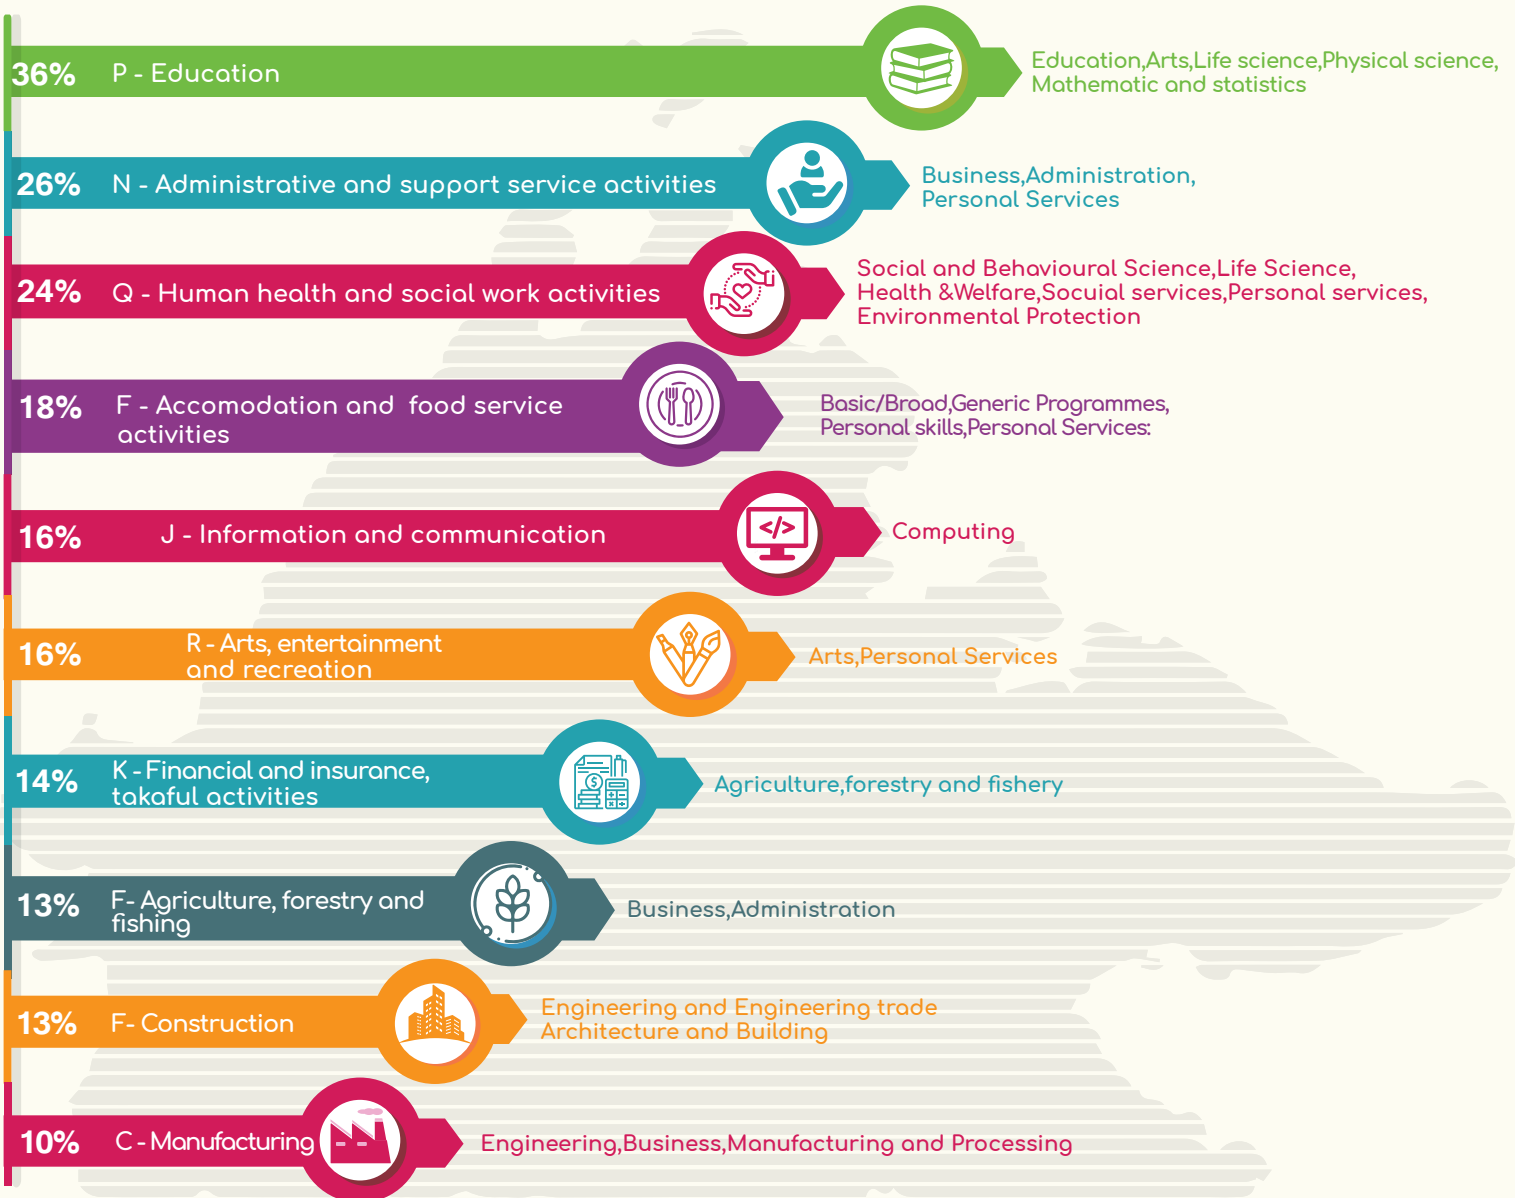 36%
P - Education
Education,Arts,Life science,Physical science,
Mathematic and statistics
26%
N - Administrative and support service activities
Business,Administration,
Personal Services
24%
Q - Human health and social work activities
Social and Behavioural Science,Life Science,
Health &Welfare,Socuial services,Personal services,
Environmental Protection
18%
F - Accomodation and food service
activities
Basic/Broad,Generic Programmes,
Personal skills,Personal Services:
16%
J - Information and communication
</>
Computing
16%
R - Arts, entertainment
and recreation
Arts,Personal Services
14%
K - Financial and insurance,
takaful activities
$
Agriculture,forestry and fishery
13%
F- Agriculture, forestry and
fishing
Business,Administration
13%
F- Construction
Engineering and Engineering trade
Architecture and Building
10%
C - Manufacturing
Engineering,Business,Manufacturing and Processing